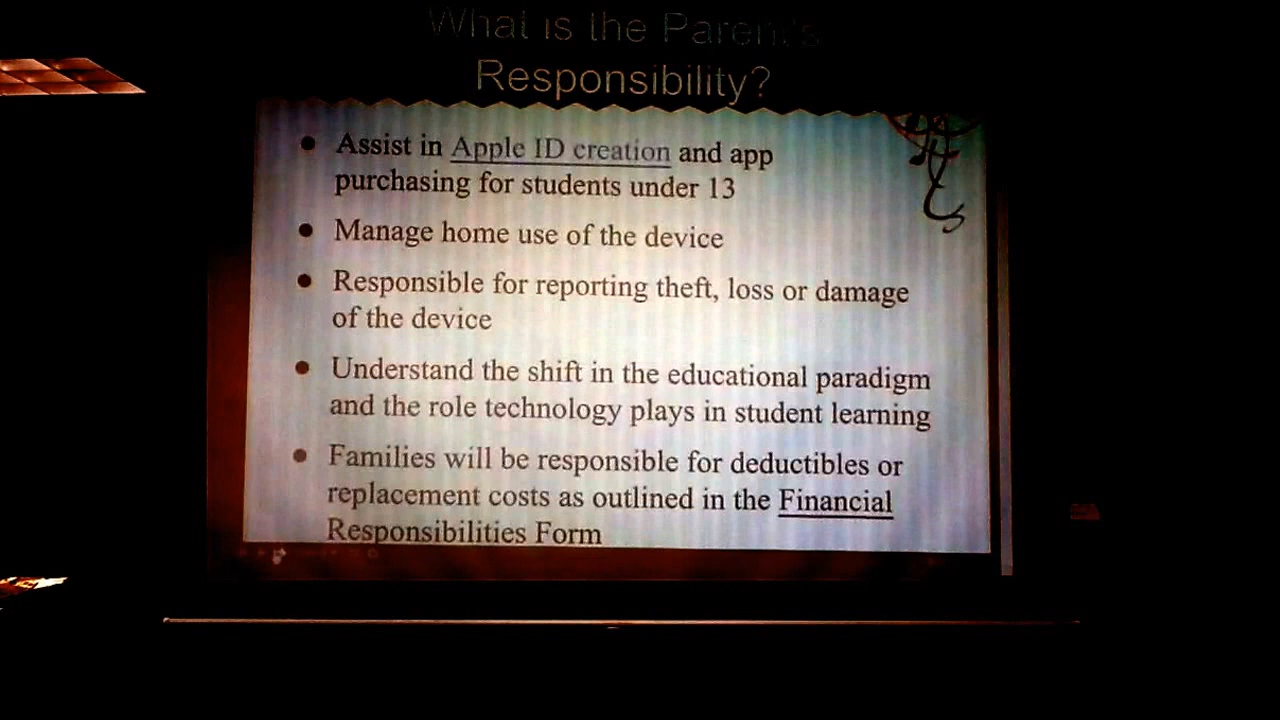 What is the Parent's
Responsibility?
• Assist in Apple ID creation and app
purchasing for students under 13
• Manage home use of the device
• Responsible for reporting theft, loss or damage
of the device
• Understand the shift in the educational paradigm
and the role technology plays in student learning
• Families will be responsible for deductibles or
replacement costs as outlined in the Financial
Responsibilities Form